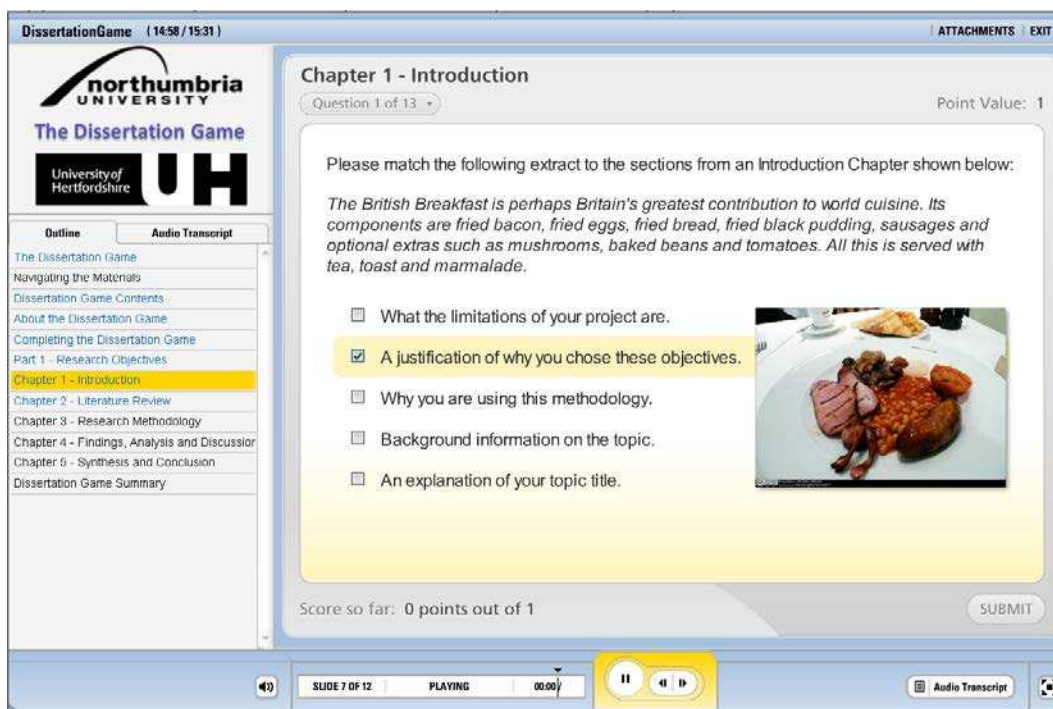 DissertationGame ( 14:58 / 15:31 )
ATTACHMENTS EXIT
northumbria
UNIVERSITY
The Dissertation Game
University of
Hertfordshire UH
Outline Audio Transcript
The Dissertation Game
Navigating the Materials
Dissertation Game Contents
About the Dissertation Game
Completing the Dissertation Game
Part 1 - Research Objectives
Chapter 1 - Introduction
Chapter 2 - Literature Review
Chapter 3 - Research Methodology
Chapter 4 - Findings, Analysis and Discussion
Chapter 5 - Synthesis and Conclusion
Dissertation Game Summary
Chapter 1 - Introduction
Question 1 of 13
Point Value: 1
Please match the following extract to the sections from an Introduction Chapter shown below:
The British Breakfast is perhaps Britain's greatest contribution to world cuisine. Its
components are fried bacon, fried eggs, fried bread, fried black pudding, sausages and
optional extras such as mushrooms, baked beans and tomatoes. All this is served with
tea, toast and marmalade.
What the limitations of your project are.
A justification of why you chose these objectives.
Why you are using this methodology.
Background information on the topic.
An explanation of your topic title.
Score so far: 0 points out of 1
SUBMIT
SLIDE 7 OF 12 PLAYING 00:00 /
Audio Transcript